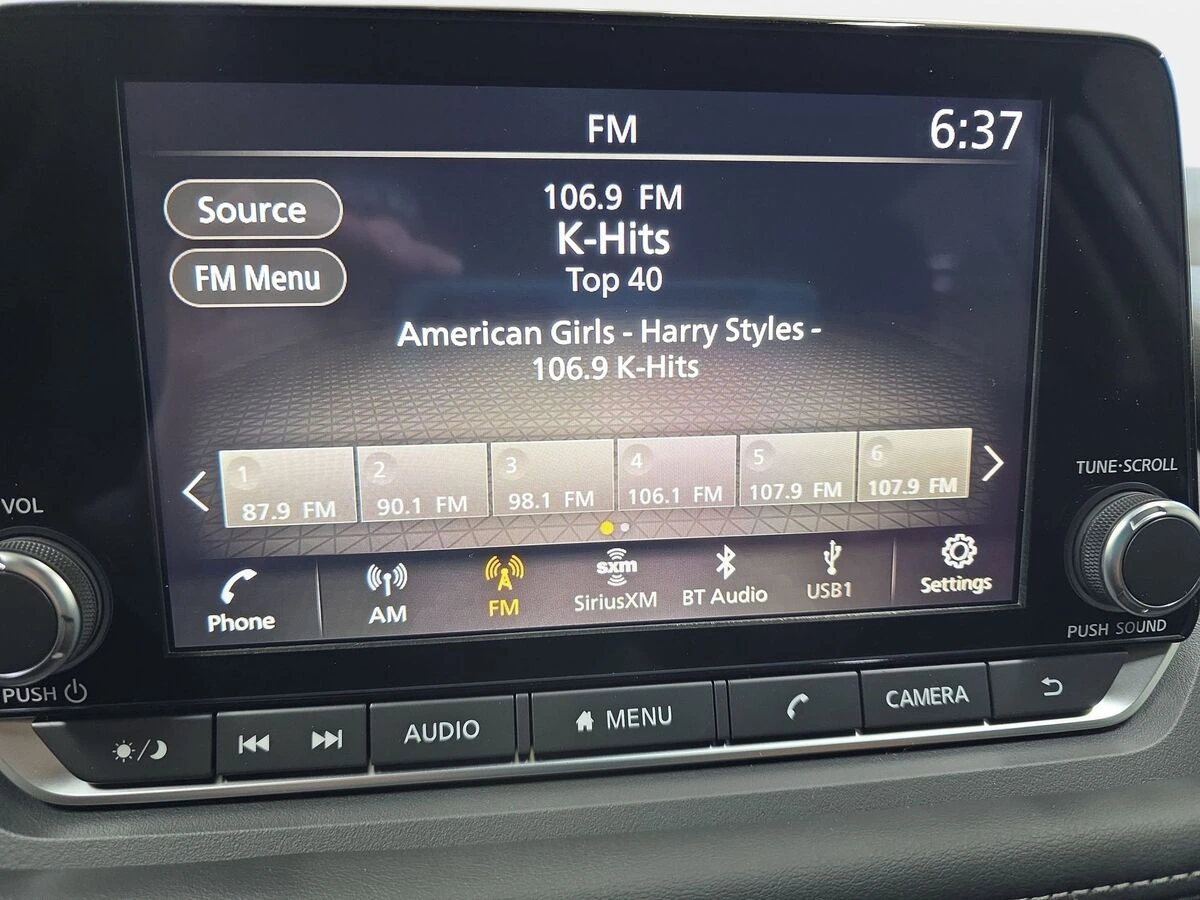 FM
6:37
Source
FM Menu
106.9 FM
K-Hits
Top 40
American Girls - Harry Styles -
106.9 K-Hits
1
87.9 FM
2
90.1 FM
3
98.1 FM
4
106.1 FM
5
107.9 FM
6
107.9 FM
Phone
AM
FM
sxm
SiriusXM
BT Audio
USB1
Settings
VOL
PUSH
TUNE·SCROLL
PUSH SOUND
AUDIO
MENU
CAMERA